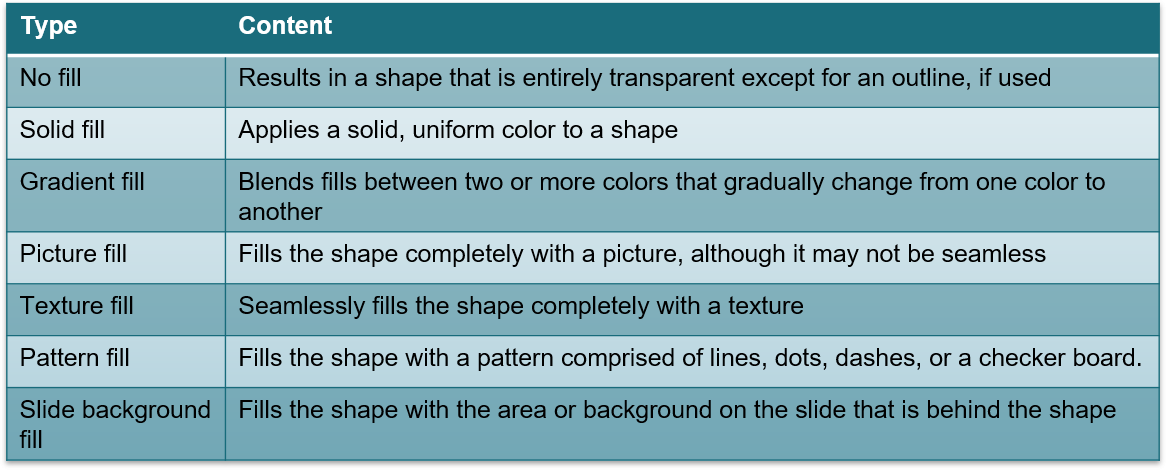 Type Content
No fill Results in a shape that is entirely transparent except for an outline, if used
Solid fill Applies a solid, uniform color to a shape
Gradient fill Blends fills between two or more colors that gradually change from one color to
another
Picture fill Fills the shape completely with a picture, although it may not be seamless
Texture fill Seamlessly fills the shape completely with a texture
Pattern fill Fills the shape with a pattern comprised of lines, dots, dashes, or a checker board.
Slide background Fills the shape with the area or background on the slide that is behind the shape
fill